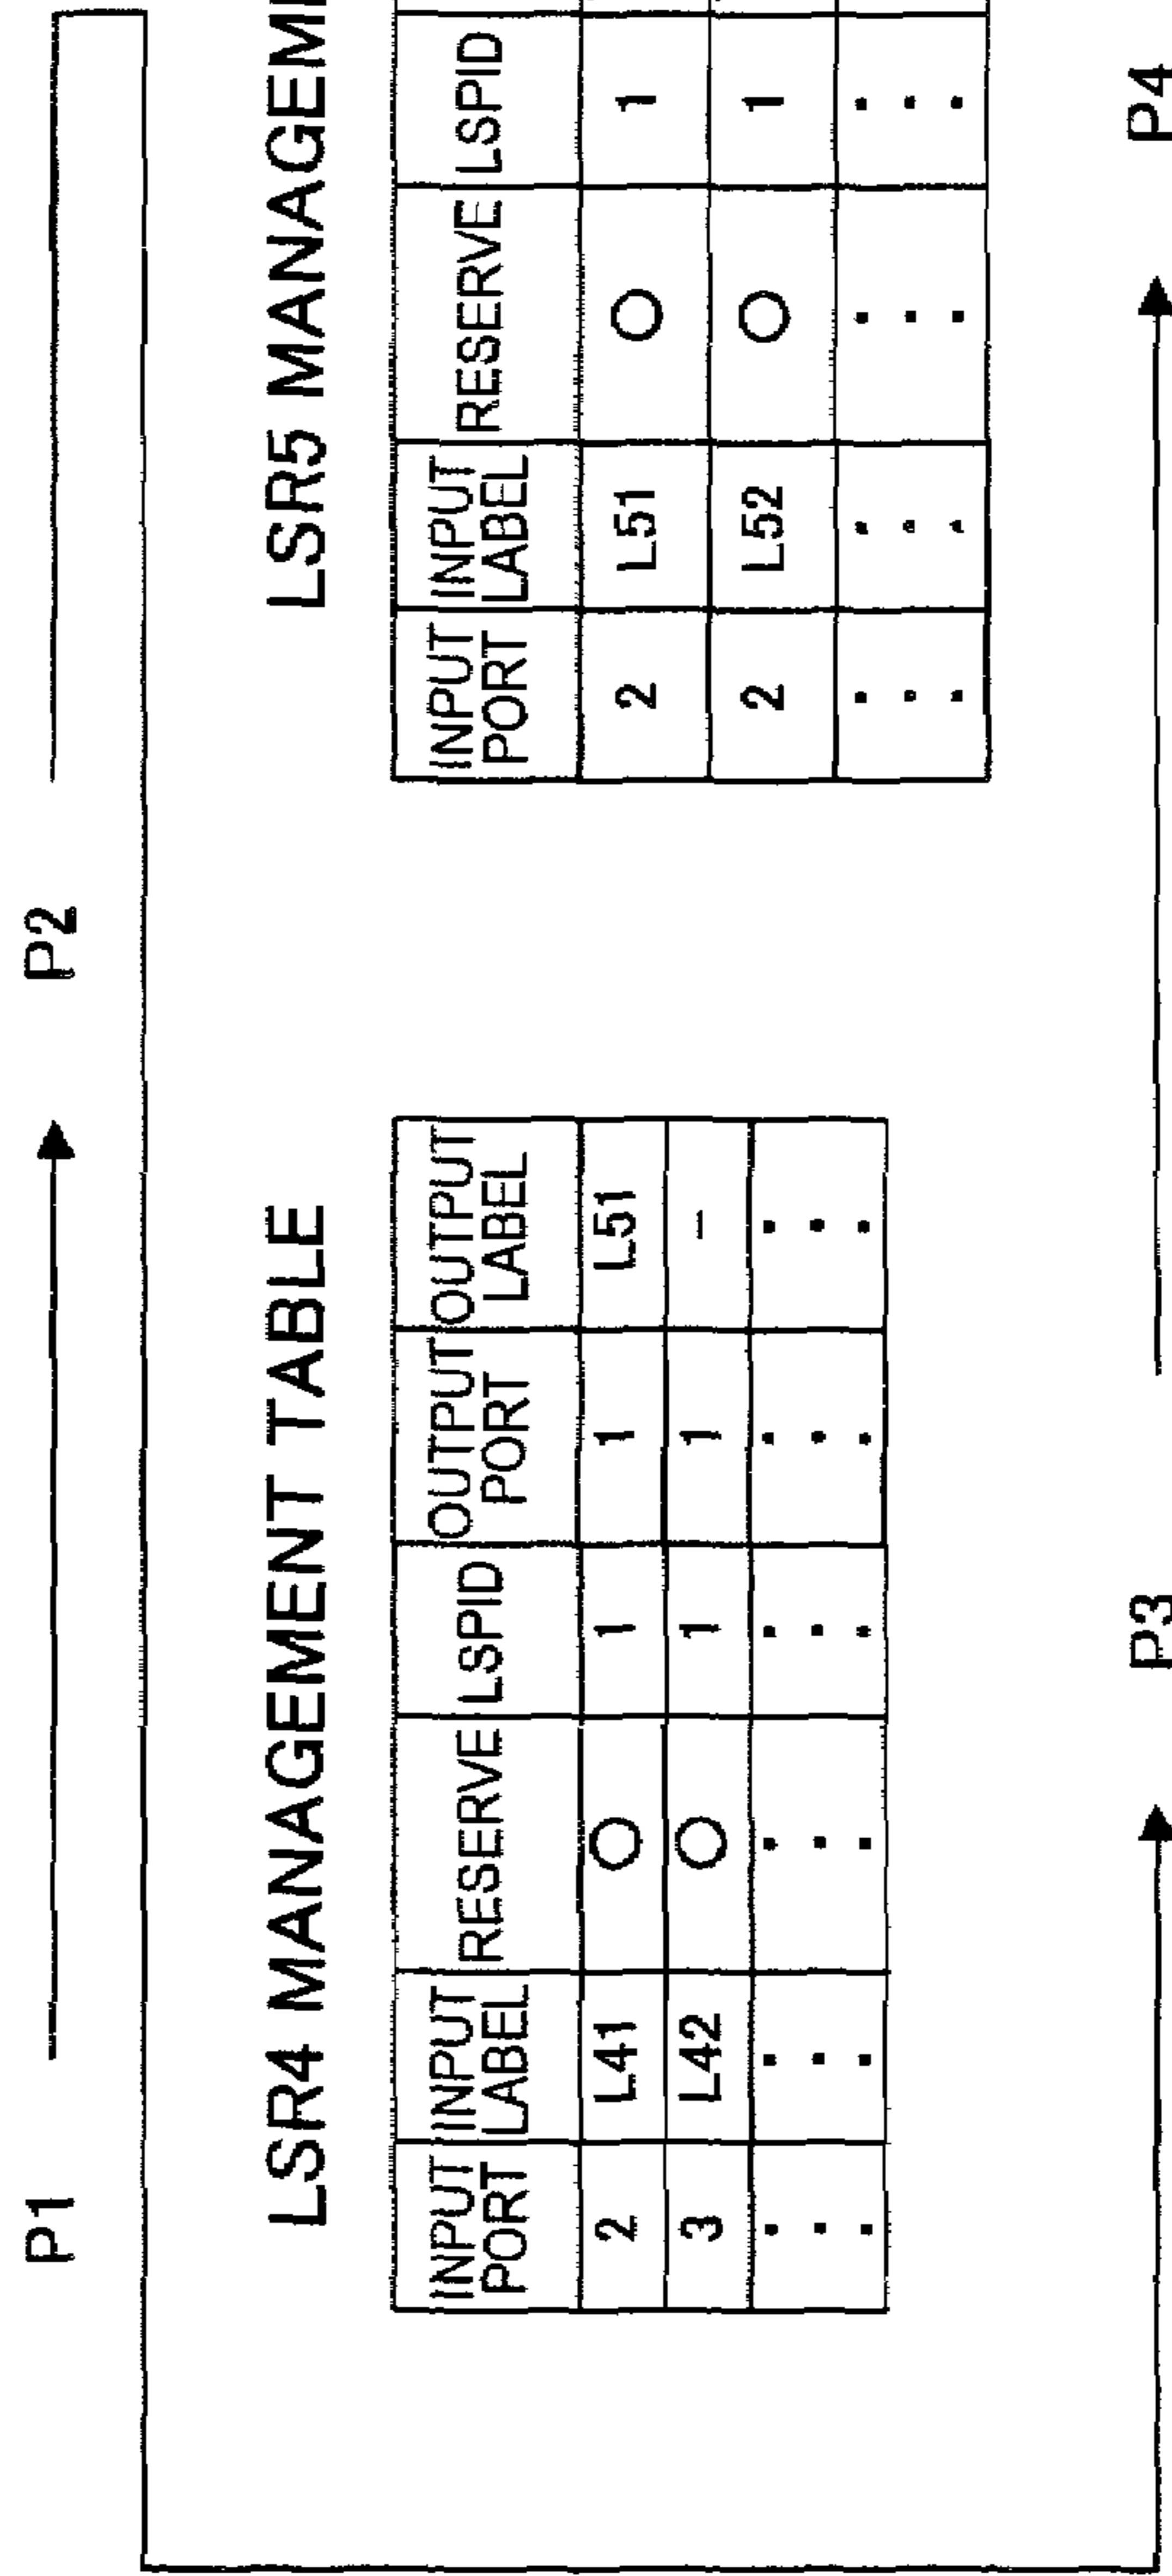 P1 P2
LSR4 MANAGEMENT TABLE
INPUT PORT INPUT LABEL RESERVE LSPID OUTPUT PORT OUTPUT LABEL
2 L41 ○ 1 1 L51
3 L42 ○ 1 1 –
LSR5 MANAGEM
INPUT PORT INPUT LABEL RESERVE LSPID
2 L51 ○ 1
2 L52 ○ 1
P3 P4